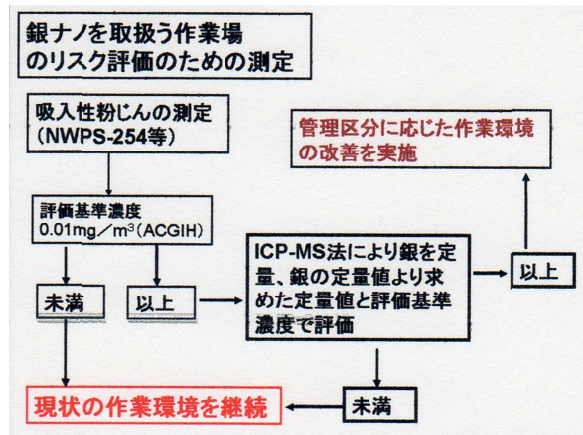 銀ナノを取扱う作業場
のリスク評価のための測定
吸入性粉じんの測定
(NWPS-254等)
管理区分に応じた作業環境
の改善を実施
評価基準濃度
0.01mg/m³(ACGIH)
ICP-MS法により銀を定
量、銀の定量値より求
めた定量値と評価基準
濃度で評価
以上
未満
以上
現状の作業環境を継続
未満